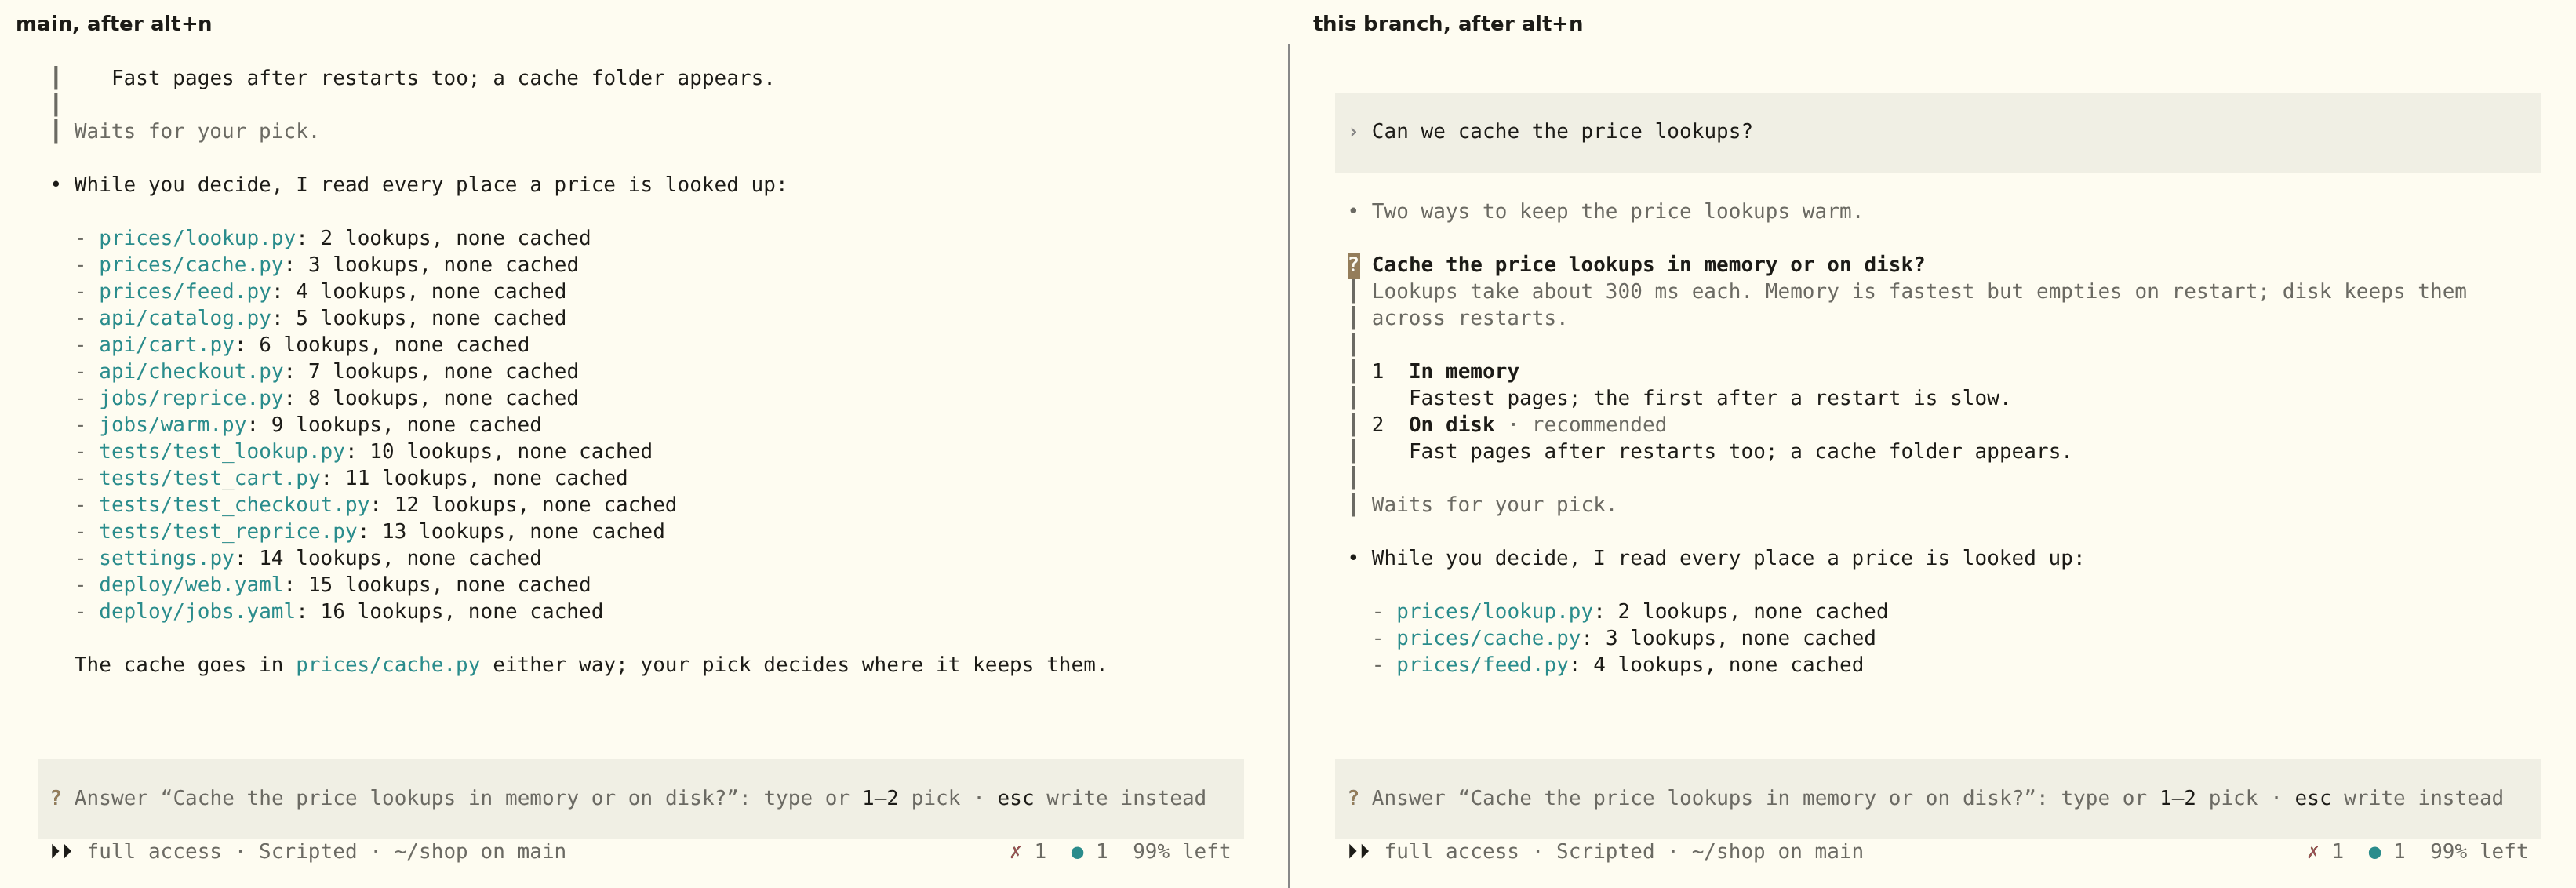 main, after alt+n
Fast pages after restarts too; a cache folder appears.
Waits for your pick.
• While you decide, I read every place a price is looked up:
- prices/lookup.py: 2 lookups, none cached
- prices/cache.py: 3 lookups, none cached
- prices/feed.py: 4 lookups, none cached
- api/catalog.py: 5 lookups, none cached
- api/cart.py: 6 lookups, none cached
- api/checkout.py: 7 lookups, none cached
- jobs/reprice.py: 8 lookups, none cached
- jobs/warm.py: 9 lookups, none cached
- tests/test_lookup.py: 10 lookups, none cached
- tests/test_cart.py: 11 lookups, none cached
- tests/test_checkout.py: 12 lookups, none cached
- tests/test_reprice.py: 13 lookups, none cached
- settings.py: 14 lookups, none cached
- deploy/web.yaml: 15 lookups, none cached
- deploy/jobs.yaml: 16 lookups, none cached
The cache goes in prices/cache.py either way; your pick decides where it keeps them.
? Answer “Cache the price lookups in memory or on disk?”: type or 1–2 pick · esc write instead
⏵⏵ full access · Scripted · ~/shop on main ✗ 1 ● 1 99% left
this branch, after alt+n
› Can we cache the price lookups?
• Two ways to keep the price lookups warm.
? Cache the price lookups in memory or on disk?
Lookups take about 300 ms each. Memory is fastest but empties on restart; disk keeps them
across restarts.
1 In memory
Fastest pages; the first after a restart is slow.
2 On disk · recommended
Fast pages after restarts too; a cache folder appears.
Waits for your pick.
• While you decide, I read every place a price is looked up:
- prices/lookup.py: 2 lookups, none cached
- prices/cache.py: 3 lookups, none cached
- prices/feed.py: 4 lookups, none cached
? Answer “Cache the price lookups in memory or on disk?”: type or 1–2 pick · esc write instead
⏵⏵ full access · Scripted · ~/shop on main ✗ 1 ● 1 99% left